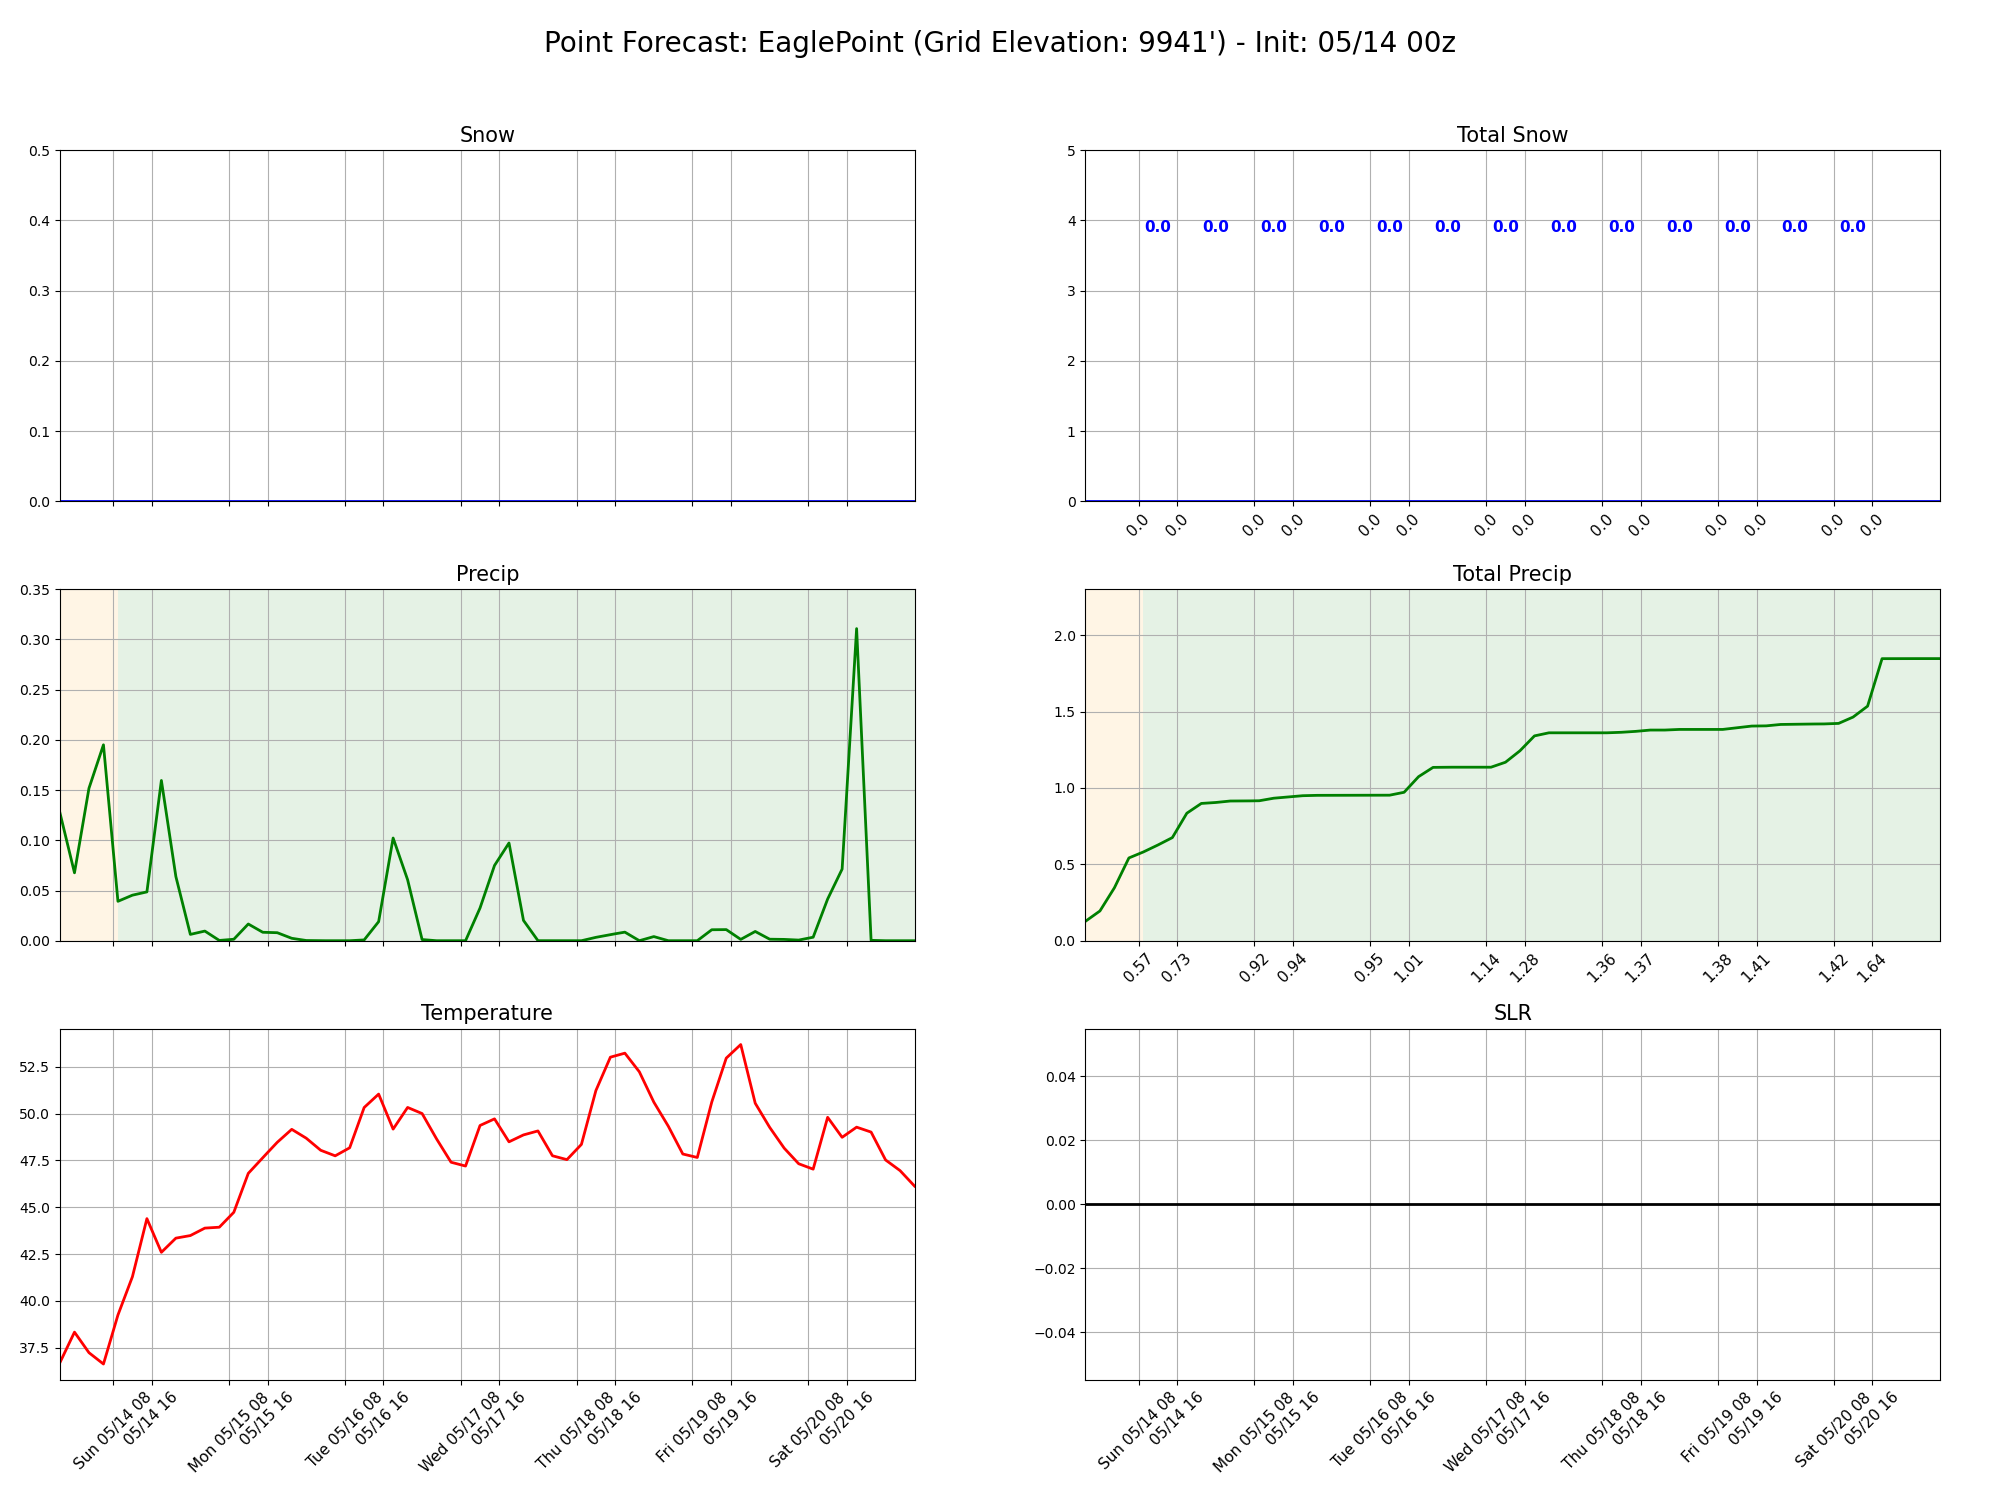 Point Forecast: EaglePoint (Grid Elevation: 9941') - Init: 05/14 00z
Snow
0.5
0.4
0.3
0.2
0.1
0.0
Total Snow
5
4
3
2
1
0
0.0 0.0 0.0 0.0 0.0 0.0 0.0 0.0 0.0 0.0 0.0 0.0 0.0
0.0 0.0 0.0 0.0 0.0 0.0 0.0 0.0 0.0 0.0 0.0 0.0 0.0 0.0
Precip
0.35
0.30
0.25
0.20
0.15
0.10
0.05
0.00
Total Precip
2.0
1.5
1.0
0.5
0.0
0.57 0.73 0.92 0.94 0.95 1.01 1.14 1.28 1.36 1.37 1.38 1.41 1.42 1.64
Temperature
52.5
50.0
47.5
45.0
42.5
40.0
37.5
Sun 05/14 08
05/14 16
Mon 05/15 08
05/15 16
Tue 05/16 08
05/16 16
Wed 05/17 08
05/17 16
Thu 05/18 08
05/18 16
Fri 05/19 08
05/19 16
Sat 05/20 08
05/20 16
SLR
0.04
0.02
0.00
−0.02
−0.04
Sun 05/14 08
05/14 16
Mon 05/15 08
05/15 16
Tue 05/16 08
05/16 16
Wed 05/17 08
05/17 16
Thu 05/18 08
05/18 16
Fri 05/19 08
05/19 16
Sat 05/20 08
05/20 16